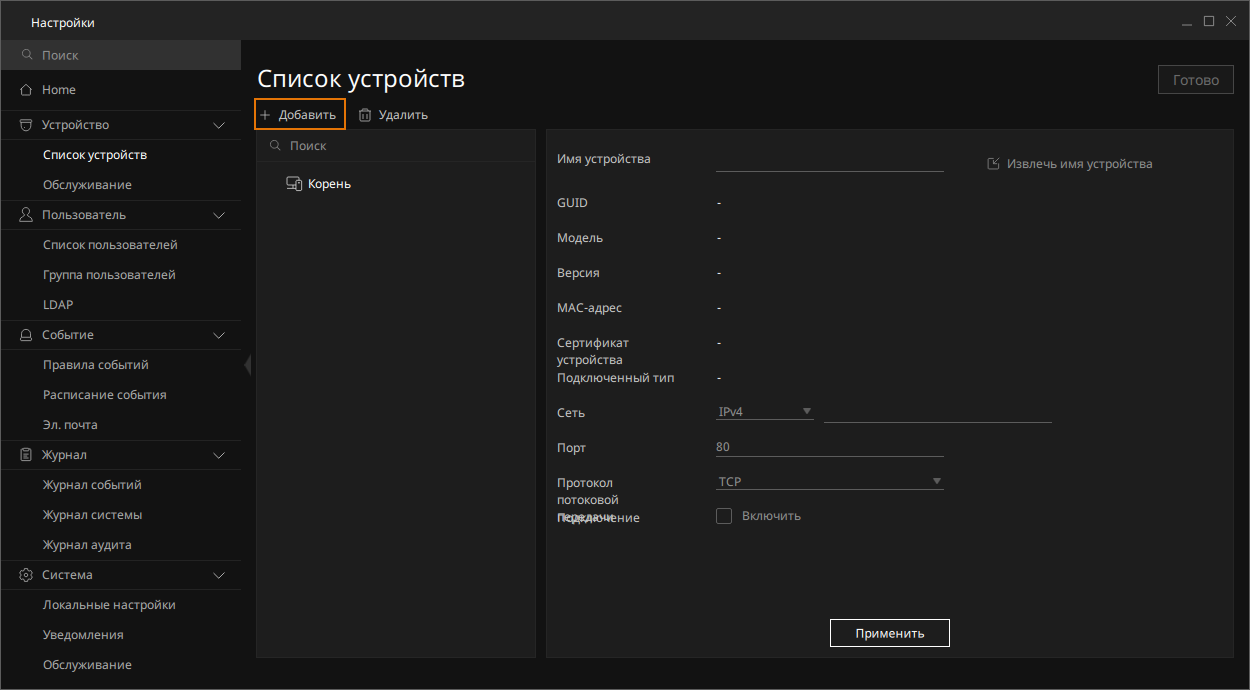 Настройки
Поиск
Home
Устройство
Список устройств
Обслуживание
Пользователь
Список пользователей
Группа пользователей
LDAP
Событие
Правила событий
Расписание события
Эл. почта
Журнал
Журнал событий
Журнал системы
Журнал аудита
Система
Локальные настройки
Уведомления
Обслуживание
Список устройств
Готово
Добавить
Удалить
Поиск
Корень
Имя устройства
Извлечь имя устройства
GUID -
Модель -
Версия -
MAC-адрес -
Сертификат -
устройства
Подключенный тип -
Сеть IPv4
Порт 80
Протокол TCP
потоковой
передачи
Подключение Включить
Применить